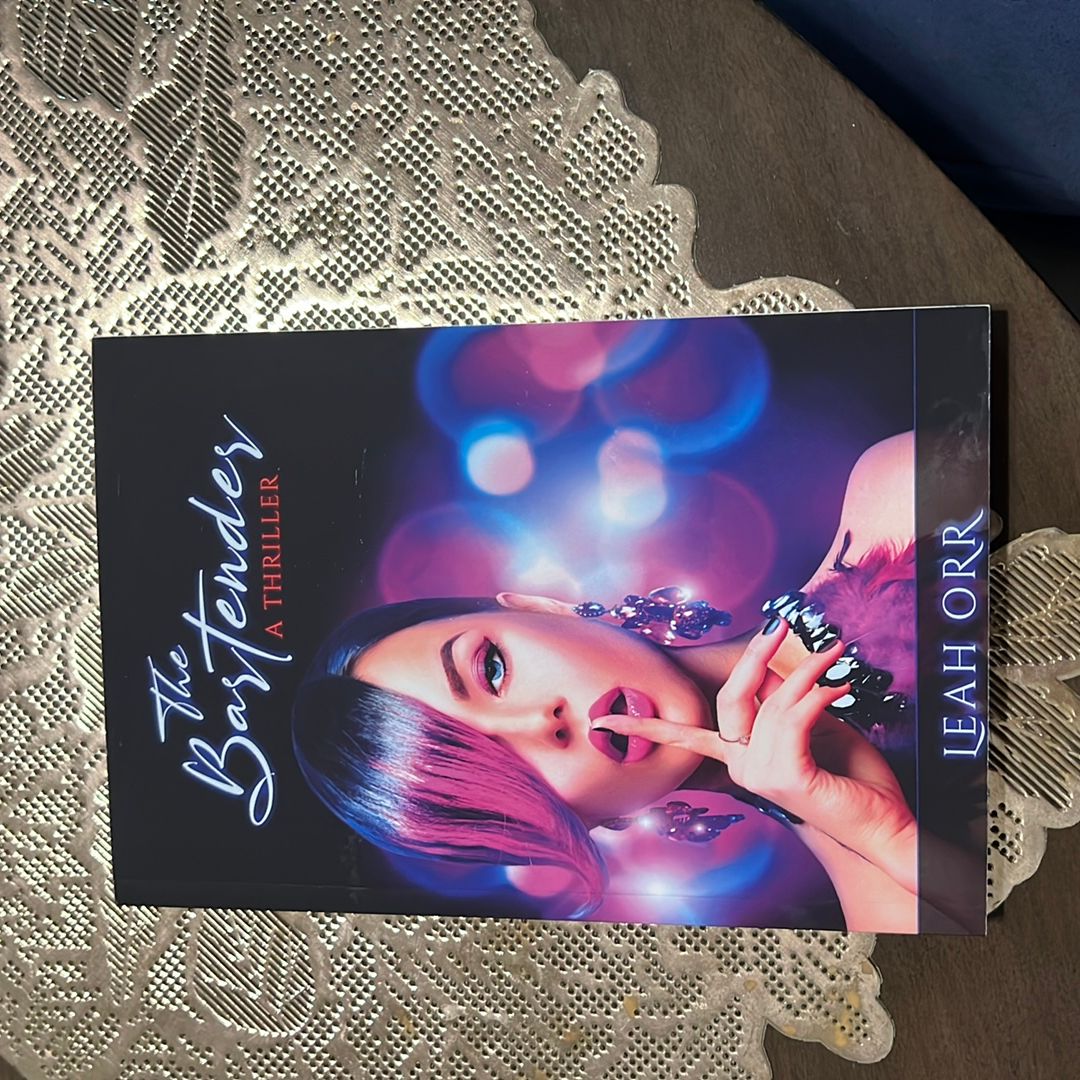 The
Bartender
A THRILLER
LEAH ORR